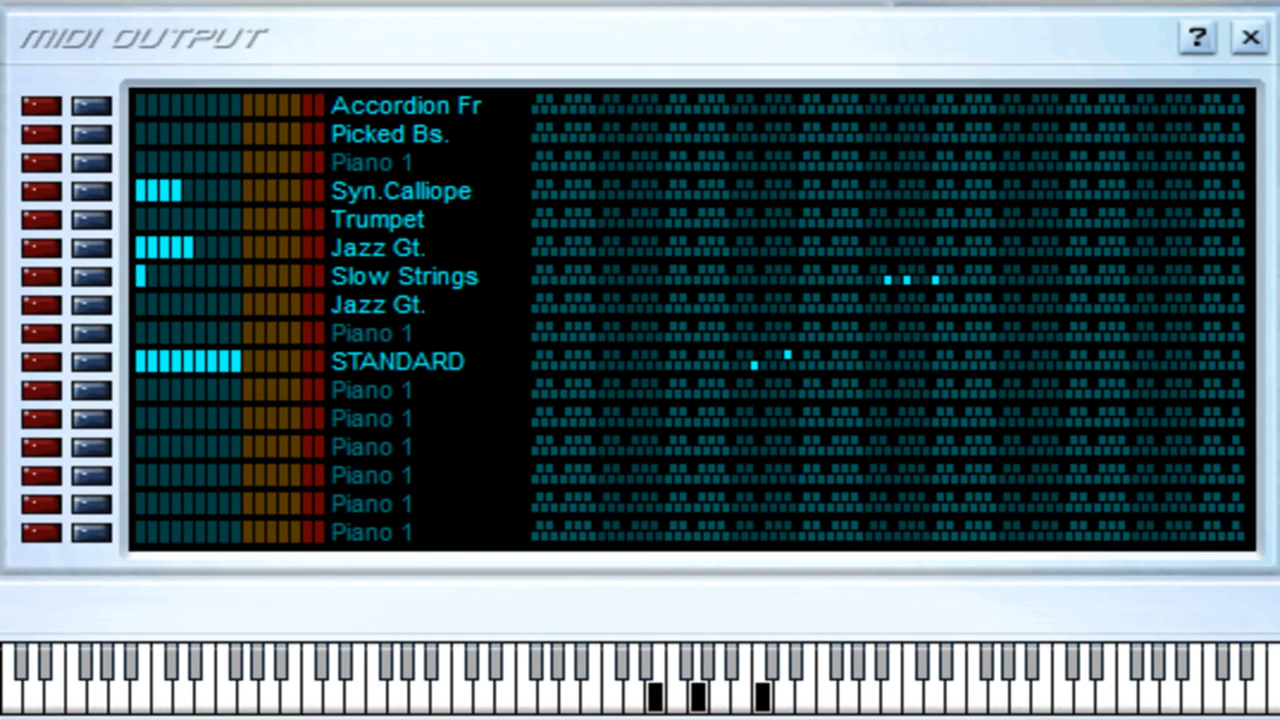 MIDI OUTPUT
? ×
Accordion Fr
Picked Bs.
Piano 1
Syn.Calliope
Trumpet
Jazz Gt.
Slow Strings
Jazz Gt.
Piano 1
STANDARD
Piano 1
Piano 1
Piano 1
Piano 1
Piano 1
Piano 1